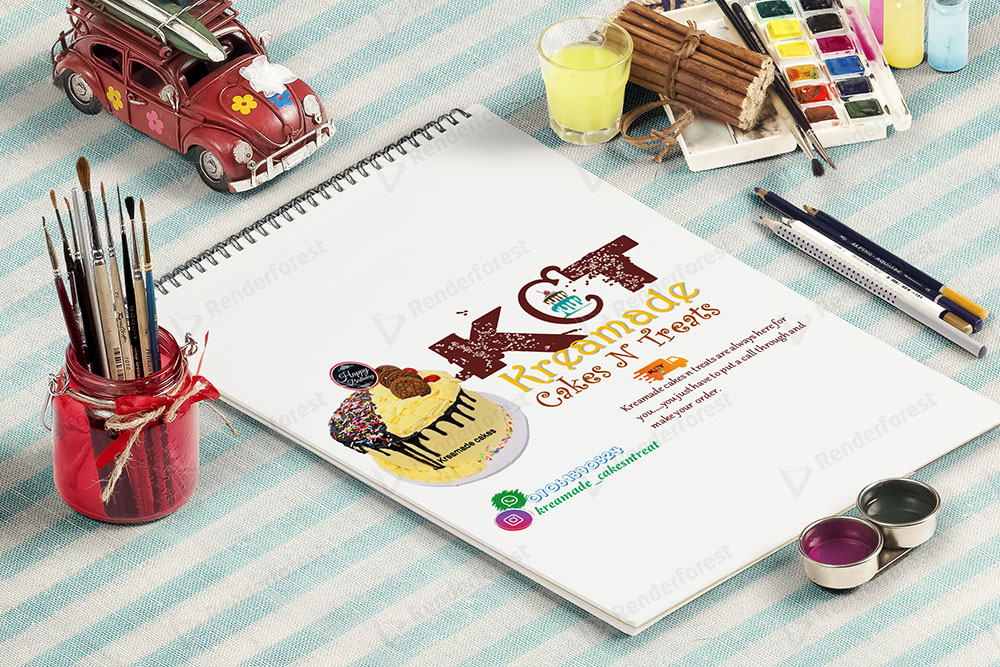 K&T
Kreamade
Cakes N' Treats
Kreamade cakes n treats are always here for
you.....you just have to put a call through and
make your order.
Happy
Birthday
Kreamade cakes
kreamade_cakesntreat
Renderforest